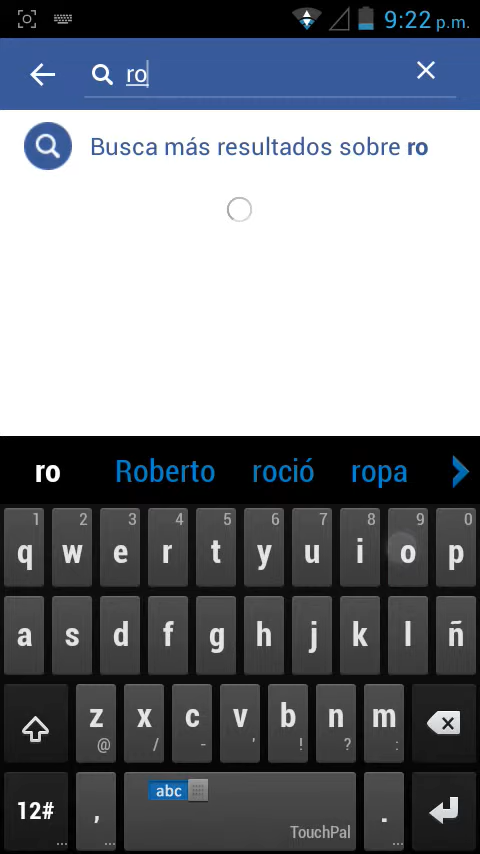 9:22 p.m.
ro
Busca más resultados sobre ro
ro Roberto roció ropa
1 2 3 4 5 6 7 8 9 0
q w e r t y u i o p
a s d f g h j k l ñ
z x c v b n m
@ / - ' ! ? :
12# , abc .
TouchPal